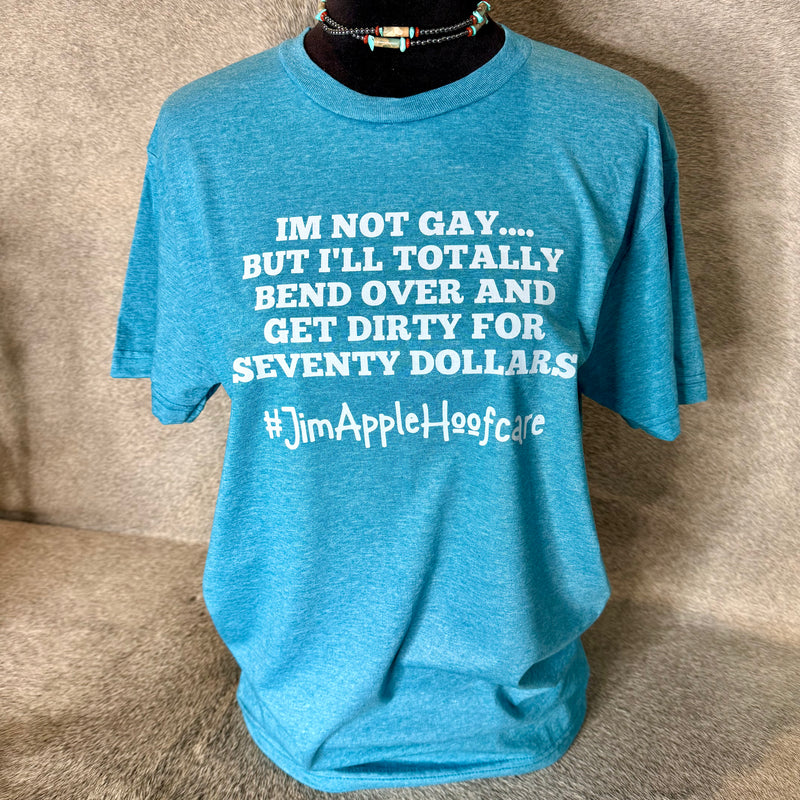 IM NOT GAY....
BUT I'LL TOTALLY
BEND OVER AND
GET DIRTY FOR
SEVENTY DOLLARS
#JimAppleHoofcare